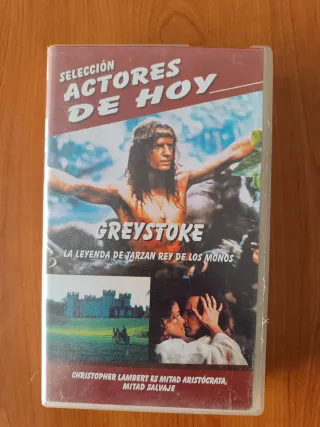 SELECCIÓN
ACTORES
DE HOY
GREYSTOKE
LA LEYENDA DE TARZAN REY DE LOS MONOS
CHRISTOPHER LAMBERT ES MITAD ARISTÓCRATA,
MITAD SALVAJE